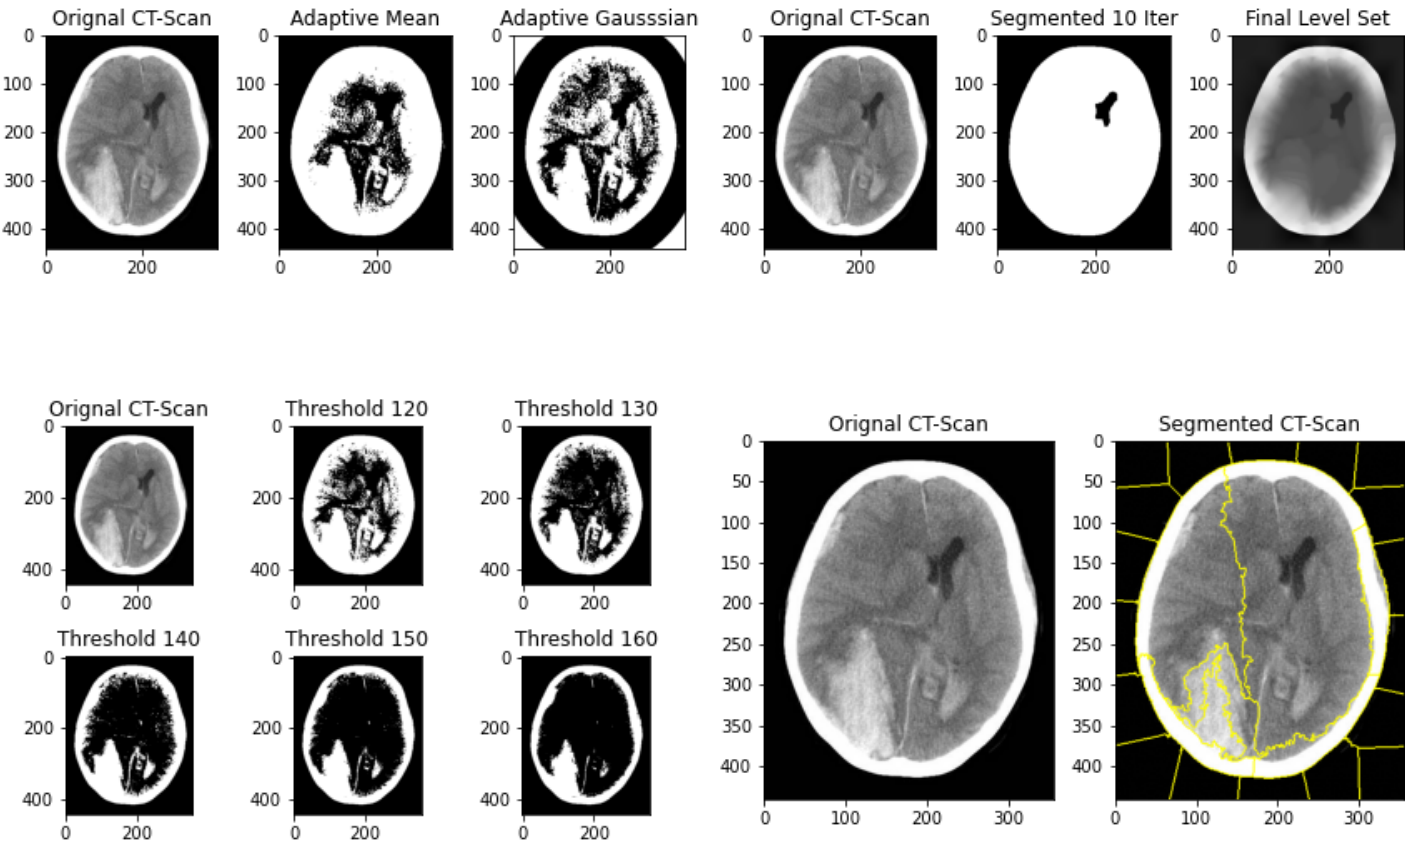 Orignal CT-Scan Adaptive Mean Adaptive Gausssian Orignal CT-Scan Segmented 10 Iter Final Level Set
0 0 0 0 0 0
100 100 100 100 100 100
200 200 200 200 200 200
300 300 300 300 300 300
400 400 400 400 400 400
0 200 0 200 0 200 0 200 0 200 0 200
Orignal CT-Scan Threshold 120 Threshold 130
0 0 0
200 200 200
400 400 400
0 200 0 200 0 200
Threshold 140 Threshold 150 Threshold 160
0 0 0
200 200 200
400 400 400
0 200 0 200 0 200
Orignal CT-Scan Segmented CT-Scan
0 0
50 50
100 100
150 150
200 200
250 250
300 300
350 350
400 400
0 100 200 300 0 100 200 300